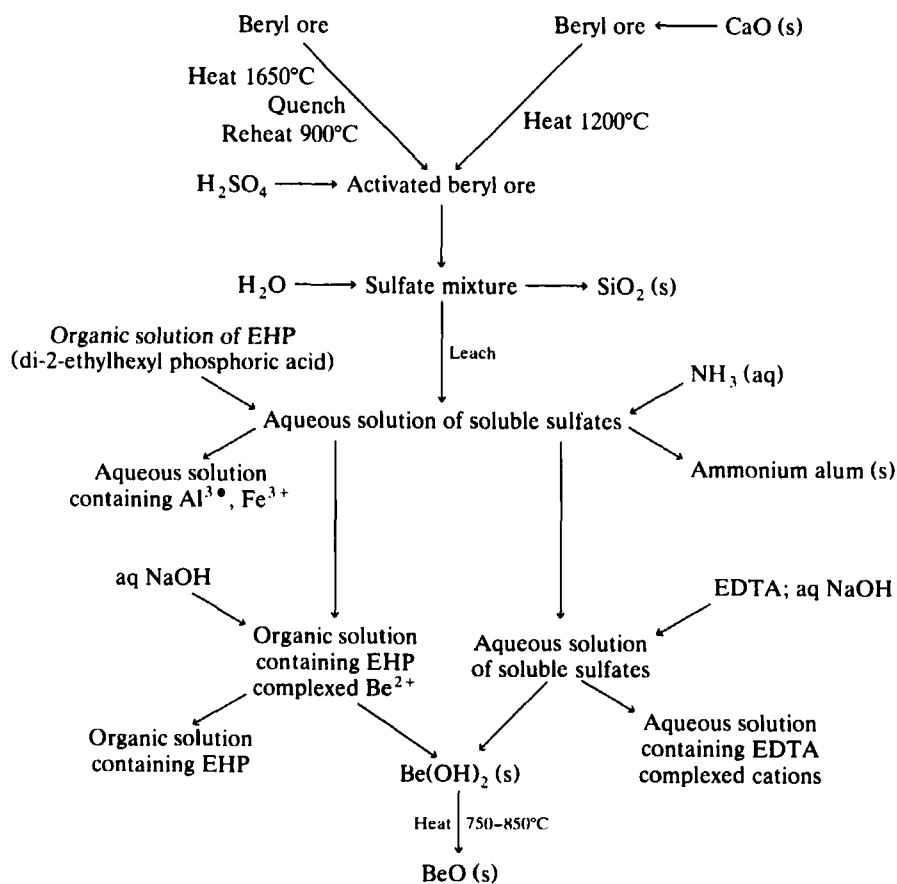 Beryl ore
Beryl ore
CaO (s)
Heat 1650°C
Quench
Reheat 900°C
Heat 1200°C
H₂SO₄
Activated beryl ore
H₂O
Sulfate mixture
SiO₂ (s)
Organic solution of EHP
(di-2-ethylhexyl phosphoric acid)
Leach
NH₃ (aq)
Aqueous solution of soluble sulfates
Aqueous solution
containing Al³•, Fe³⁺
Ammonium alum (s)
aq NaOH
EDTA; aq NaOH
Organic solution
containing EHP
complexed Be²⁺
Aqueous solution
of soluble sulfates
Organic solution
containing EHP
Aqueous solution
containing EDTA
complexed cations
Be(OH)₂ (s)
Heat 750–850°C
BeO (s)